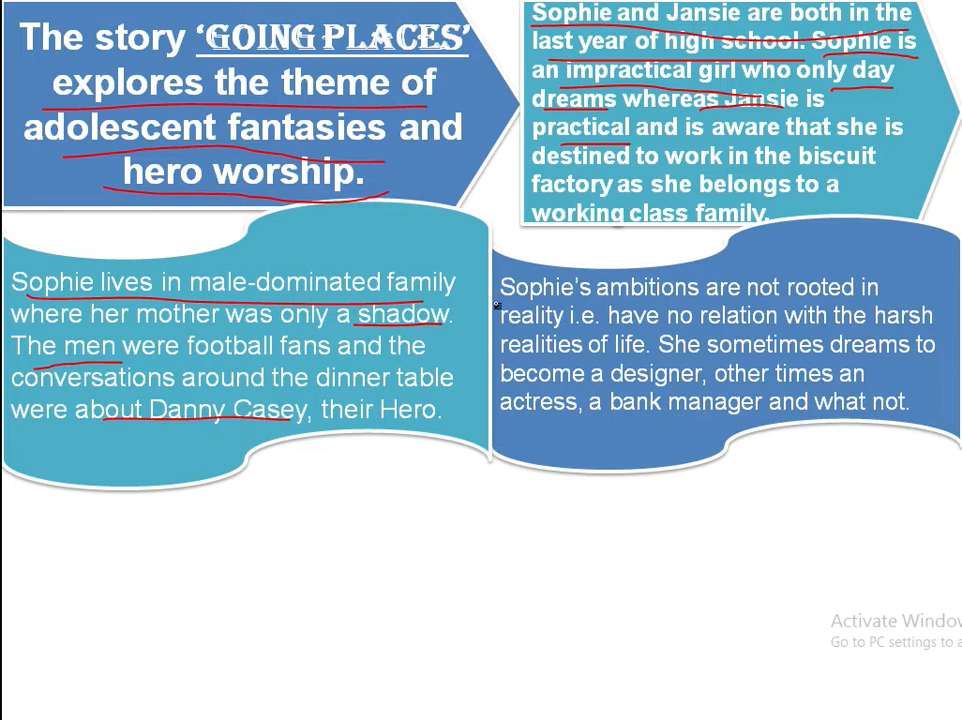 The story ‘GOING PLACES’
explores the theme of
adolescent fantasies and
hero worship.
Sophie and Jansie are both in the
last year of high school. Sophie is
an impractical girl who only day
dreams whereas Jansie is
practical and is aware that she is
destined to work in the biscuit
factory as she belongs to a
working class family.
Sophie lives in male-dominated family
where her mother was only a shadow.
The men were football fans and the
conversations around the dinner table
were about Danny Casey, their Hero.
Sophie’s ambitions are not rooted in
reality i.e. have no relation with the harsh
realities of life. She sometimes dreams to
become a designer, other times an
actress, a bank manager and what not.
Activate Window
Go to PC settings to a